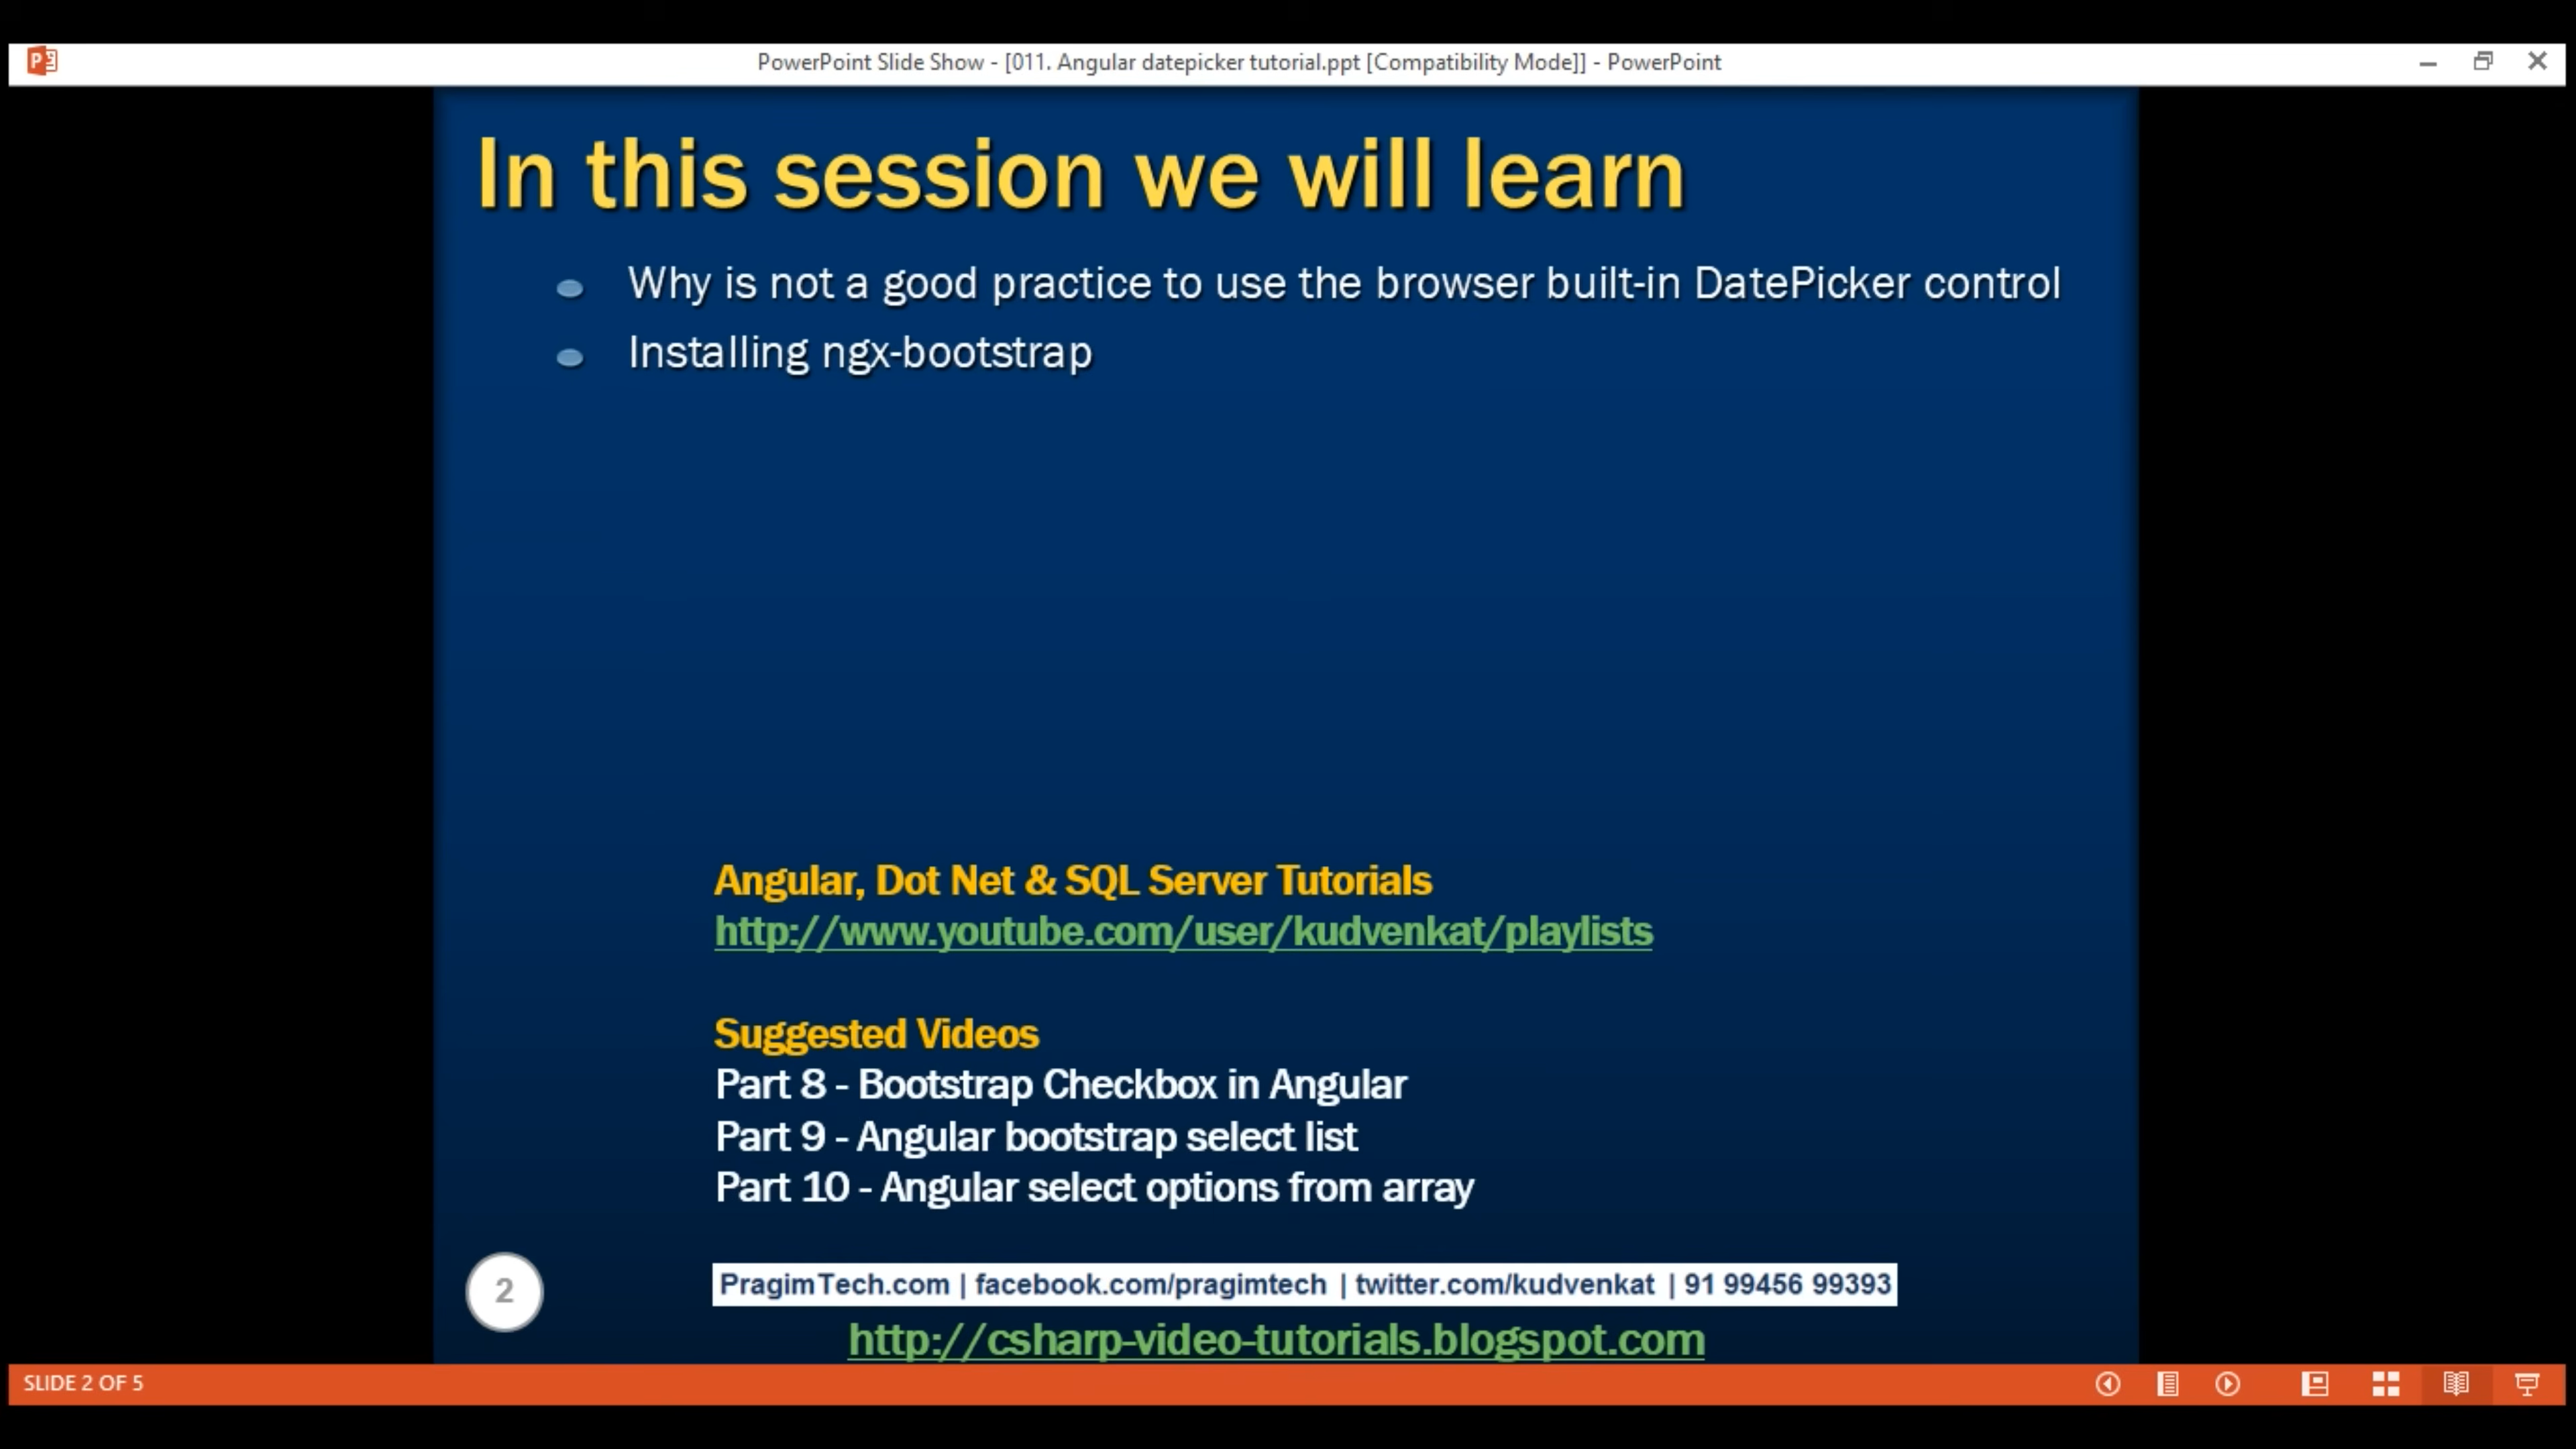 PowerPoint Slide Show - [011. Angular datepicker tutorial.ppt [Compatibility Mode]] - PowerPoint
In this session we will learn
Why is not a good practice to use the browser built-in DatePicker control
Installing ngx-bootstrap
Angular, Dot Net & SQL Server Tutorials
http://www.youtube.com/user/kudvenkat/playlists
Suggested Videos
Part 8 - Bootstrap Checkbox in Angular
Part 9 - Angular bootstrap select list
Part 10 - Angular select options from array
2
PragimTech.com | facebook.com/pragimtech | twitter.com/kudvenkat | 91 99456 99393
http://csharp-video-tutorials.blogspot.com
SLIDE 2 OF 5